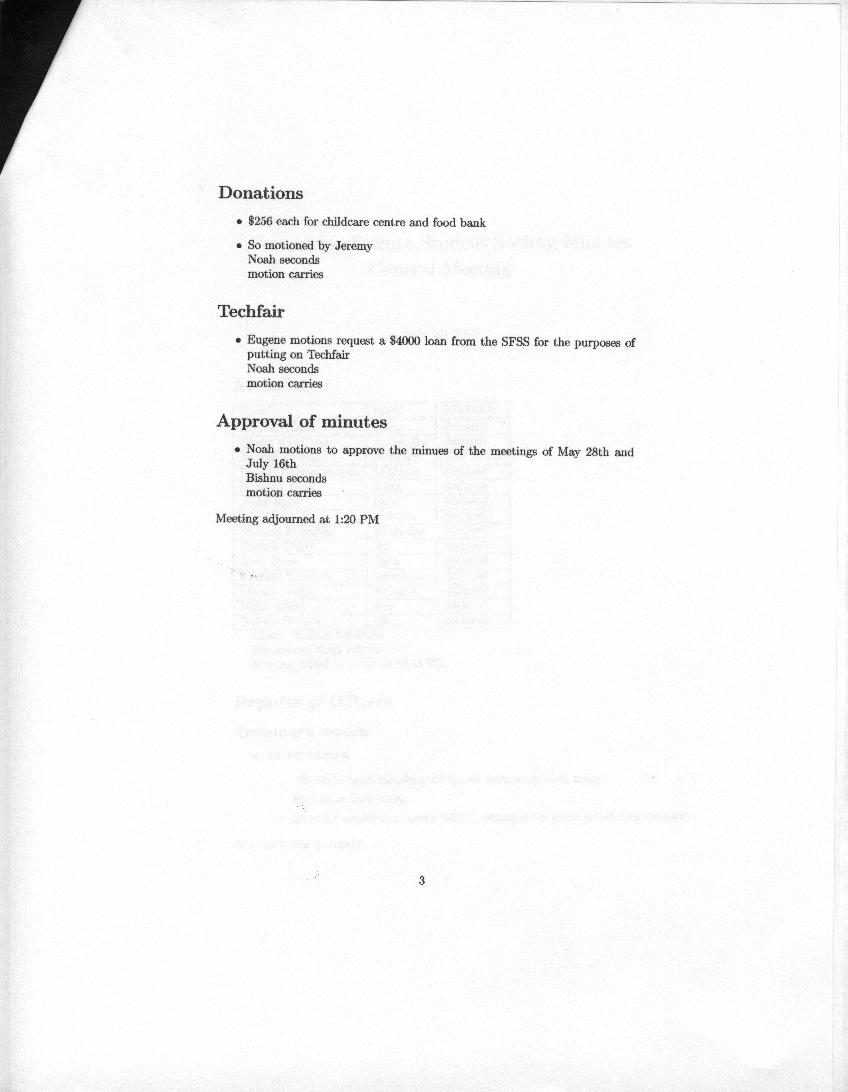 Donations
• $256 each for childcare centre and food bank
• So motioned by Jeremy
Noah seconds
motion carries
Techfair
• Eugene motions request a $4000 loan from the SFSS for the purposes of
putting on Techfair
Noah seconds
motion carries
Approval of minutes
• Noah motions to approve the minues of the meetings of May 28th and
July 16th
Bishnu seconds
motion carries
Meeting adjourned at 1:20 PM
3